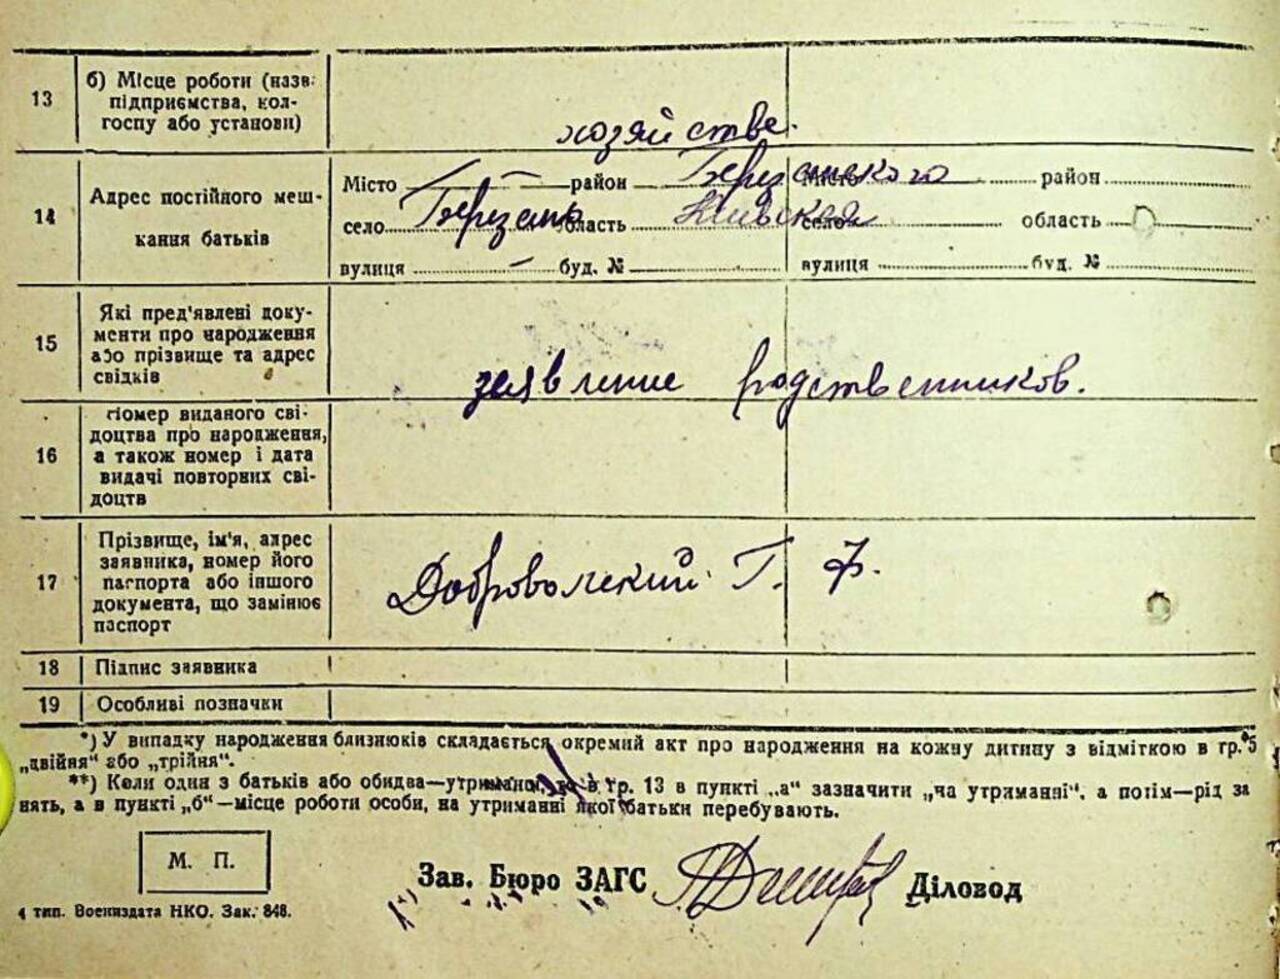 13
б) Місце роботи (назв.
підприємства, кол-
госпу або установи)
хозяйстве.
14
Адрес постійного меш-
кання батьків
Місто — район Березанського Місто район
село Березань область Киевская село область
вулиця — буд. № вулиця буд. №
15
Які пред'явлені доку-
менти про народження
або прізвище та адрес
свідків
заявление родственников.
16
Номер виданого сві-
доцтва про народження,
а також номер і дата
видачі повторних сві-
доцтв
17
Прізвище, ім'я, адрес
заявника, номер його
паспорта або іншого
документа, що замінює
паспорт
Добровольский Г. Ф.
18
Підпис заявника
19
Особливі позначки
*) У випадку народження близнюків складається окремий акт про народження на кожну дитину з відміткою в гр. 5
„двійня" або „трійня".
**) Коли один з батьків або обидва—утриманці, то в гр. 13 в пункті „а" зазначити „на утриманні", а потім—рід за
нять, а в пункті „б"—місце роботи особи, на утриманні якої батьки перебувають.
М. П.
Зав. Бюро ЗАГС Діловод
4 тип. Воениздата НКО. Зак. 848.